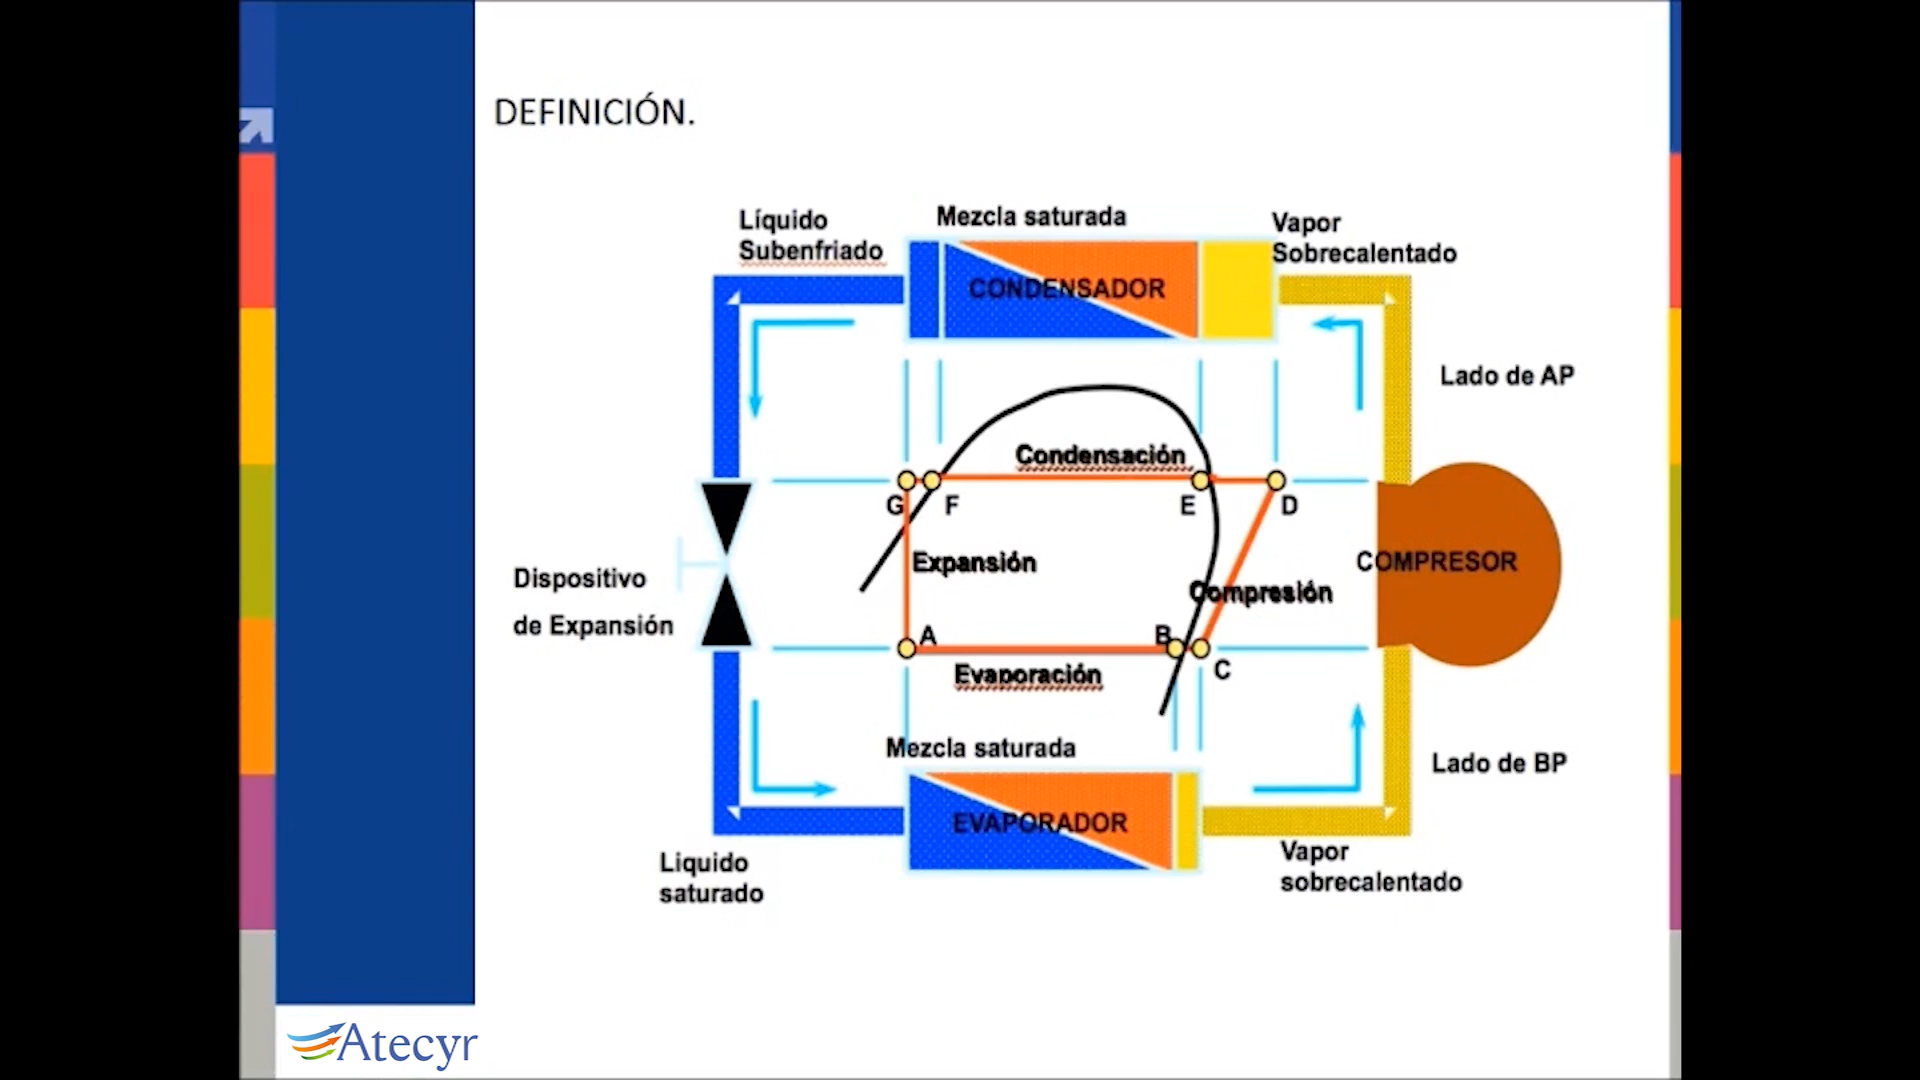 DEFINICIÓN.
Líquido
Subenfriado
Mezcla saturada
Vapor
Sobrecalentado
CONDENSADOR
Lado de AP
Condensación
G
F
E
D
Expansión
COMPRESOR
Dispositivo
de Expansión
Compresión
A
B
C
Evaporación
Mezcla saturada
Lado de BP
EVAPORADOR
Liquido
saturado
Vapor
sobrecalentado
Atecyr